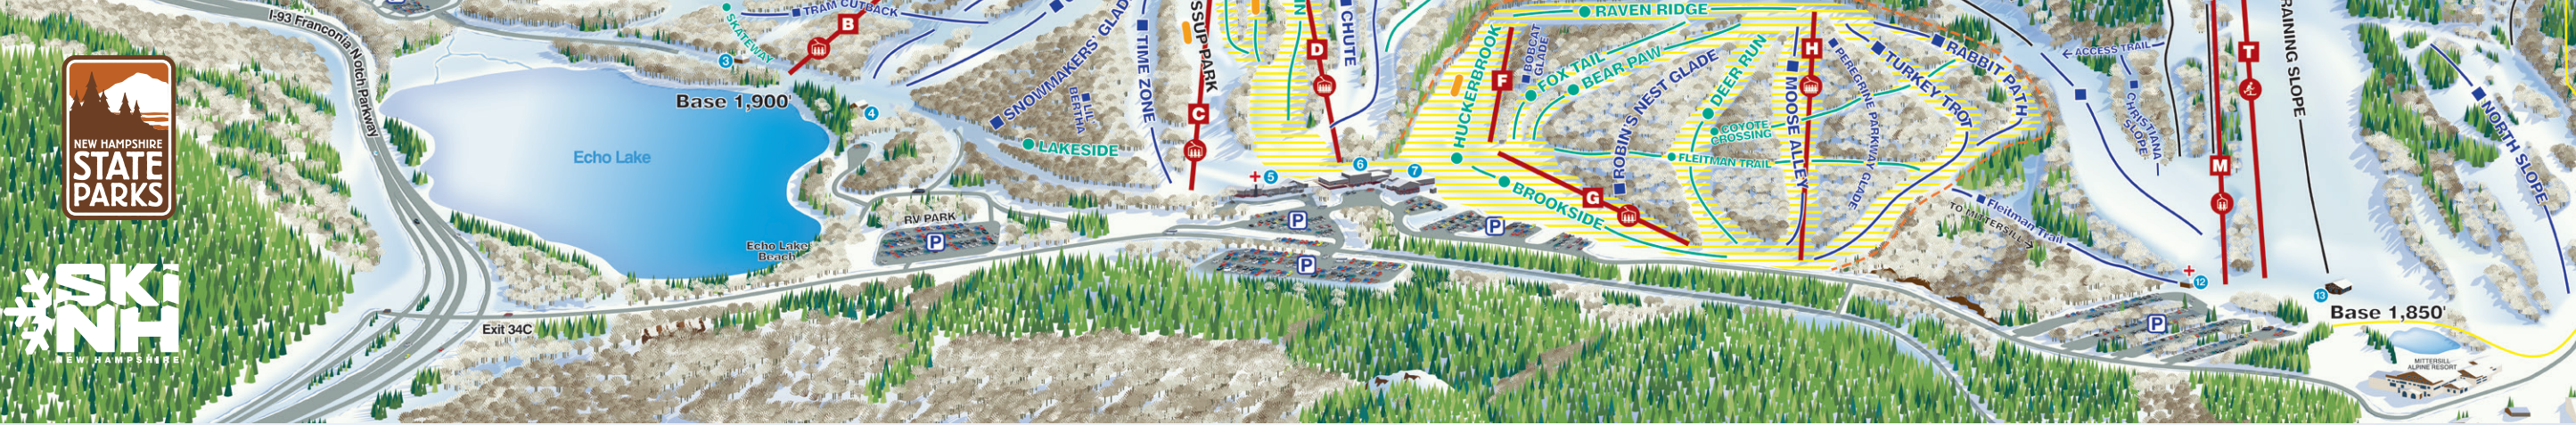 I-93 Franconia Notch Parkway
NEW HAMPSHIRE
STATE
PARKS
SKI
NH
NEW HAMPSHIRE
Exit 34C
Echo Lake
Base 1,900'
Echo Lake
Beach
SKATEWAY
3
TRAM CUTBACK
B
4
RV PARK
P
SNOWMAKERS' GLAD
LIL
BERTHA
LAKESIDE
TIME ZONE
SSUP PARK
C
5
D
CHUTE
6
7
P
P
P
HUCKERBROOK
RAVEN RIDGE
F
BOBCAT
GLADE
FOX TAIL
BEAR PAW
G
BROOKSIDE
ROBIN'S NEST GLADE
DEER RUN
COYOTE
CROSSING
FLEITMAN TRAIL
MOOSE ALLEY
H
PEREGRINE PARKWAY GLADE
TURKEY TROT
RABBIT PATH
Fleitman Trail
TO MITTERSILL
ACCESS TRAIL
CHRISTIANA
SLOPE
M
T
RAINING SLOPE
NORTH SLOPE
12
13
P
Base 1,850'
MITTERSILL
ALPINE RESORT